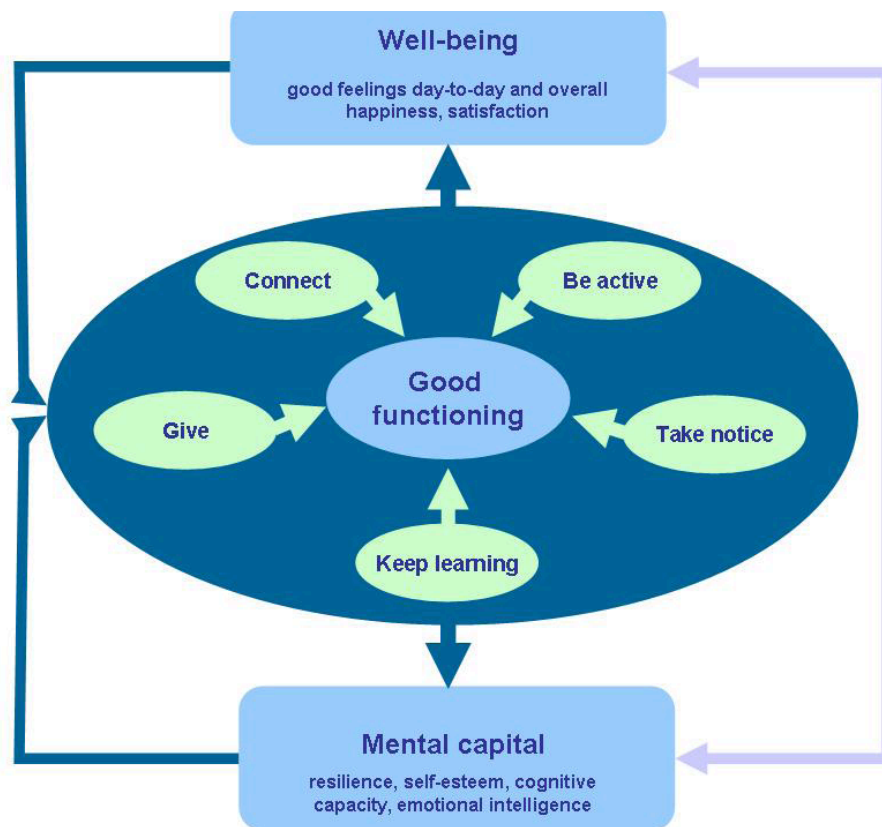 Well-being
good feelings day-to-day and overall
happiness, satisfaction
Connect
Be active
Good
functioning
Give
Take notice
Keep learning
Mental capital
resilience, self-esteem, cognitive
capacity, emotional intelligence